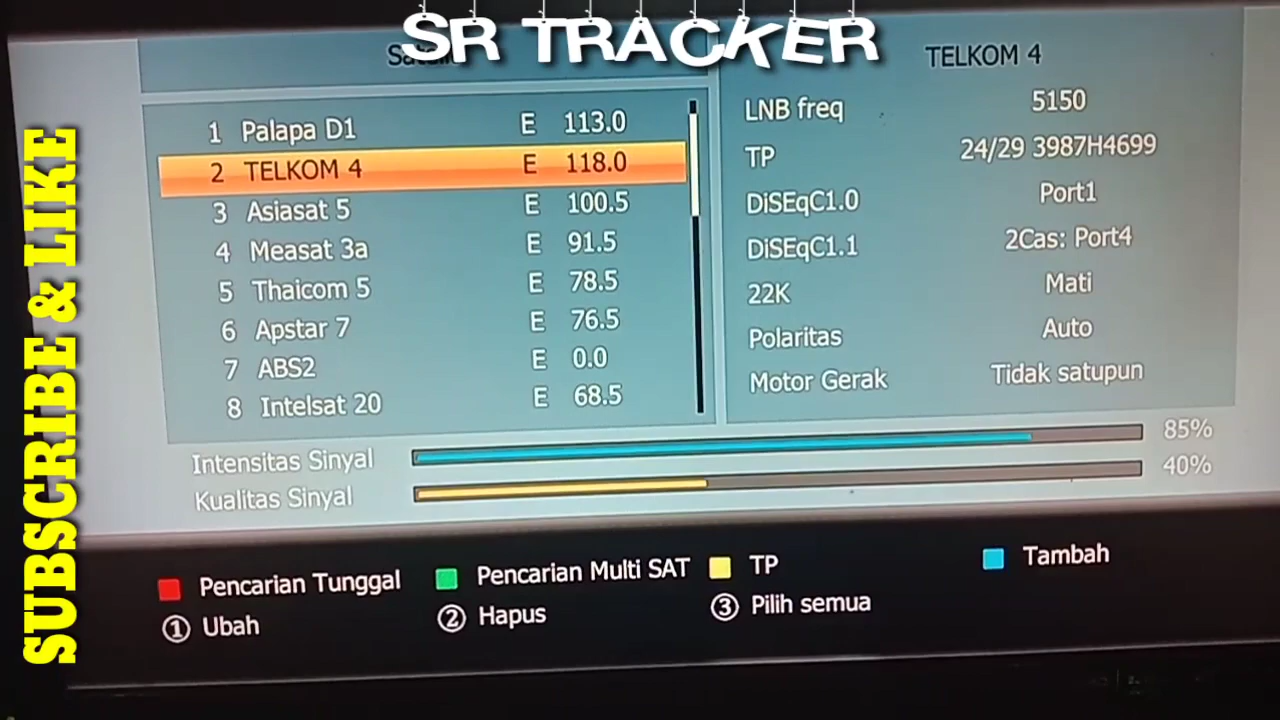 SR TRACKER
SUBSCRIBE & LIKE
TELKOM 4
1 Palapa D1 E 113.0
2 TELKOM 4 E 118.0
3 Asiasat 5 E 100.5
4 Measat 3a E 91.5
5 Thaicom 5 E 78.5
6 Apstar 7 E 76.5
7 ABS2 E 0.0
8 Intelsat 20 E 68.5
LNB freq 5150
TP 24/29 3987H4699
DiSEqC1.0 Port1
DiSEqC1.1 2Cas: Port4
22K Mati
Polaritas Auto
Motor Gerak Tidak satupun
Intensitas Sinyal 85%
Kualitas Sinyal 40%
Pencarian Tunggal Pencarian Multi SAT TP Tambah
1 Ubah 2 Hapus 3 Pilih semua